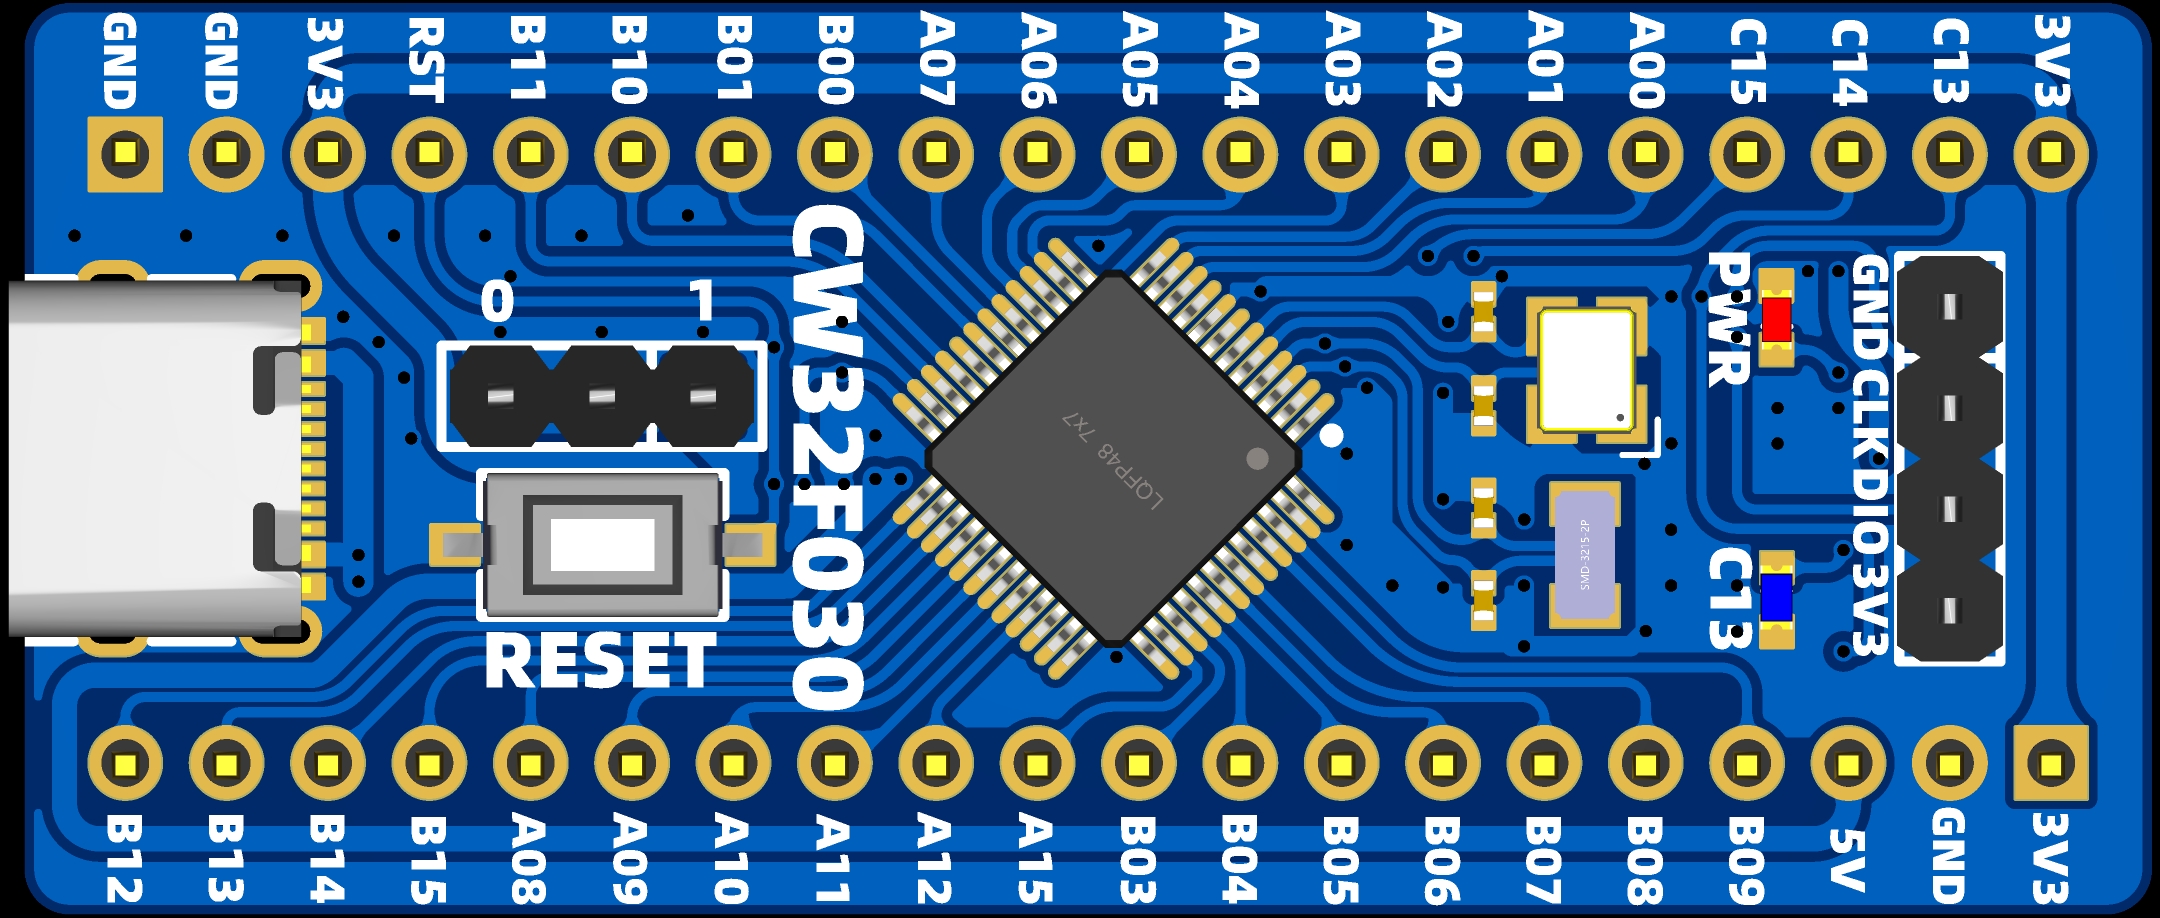 GND
GND
3V3
RST
B11
B10
B01
B00
A07
A06
A05
A04
A03
A02
A01
A00
C15
C14
C13
3V3
0
1
CW32F030
LQFP48 7x7
PWR
GND
CLK
DIO
3V3
SMD-3215-2P
C13
RESET
B12
B13
B14
B15
A08
A09
A10
A11
A12
A15
B03
B04
B05
B06
B07
B08
B09
5V
GND
3V3